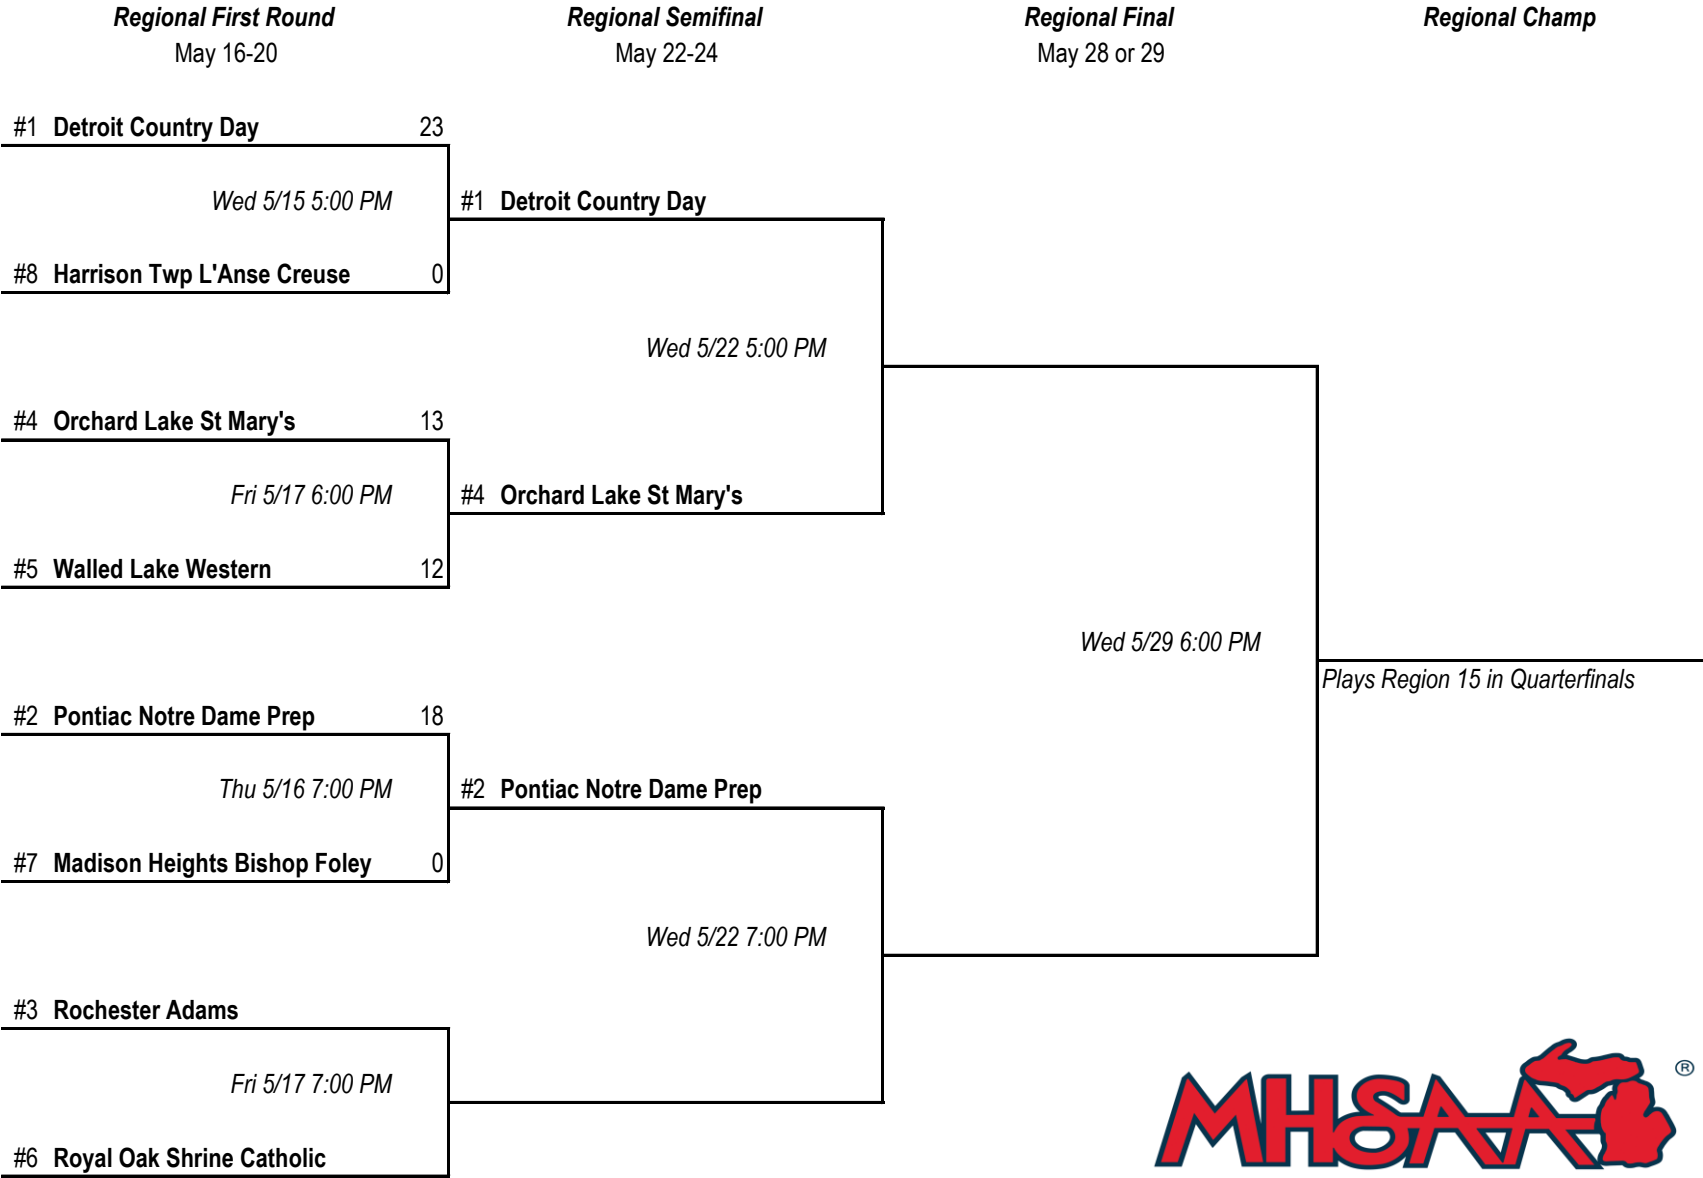 Regional First Round Regional Semifinal Regional Final Regional Champ
May 16-20 May 22-24 May 28 or 29
#1 Detroit Country Day 23
Wed 5/15 5:00 PM #1 Detroit Country Day
#8 Harrison Twp L'Anse Creuse 0
Wed 5/22 5:00 PM
#4 Orchard Lake St Mary's 13
Fri 5/17 6:00 PM #4 Orchard Lake St Mary's
#5 Walled Lake Western 12
Wed 5/29 6:00 PM
Plays Region 15 in Quarterfinals
#2 Pontiac Notre Dame Prep 18
Thu 5/16 7:00 PM #2 Pontiac Notre Dame Prep
#7 Madison Heights Bishop Foley 0
Wed 5/22 7:00 PM
#3 Rochester Adams
Fri 5/17 7:00 PM
#6 Royal Oak Shrine Catholic
MHSAA ®